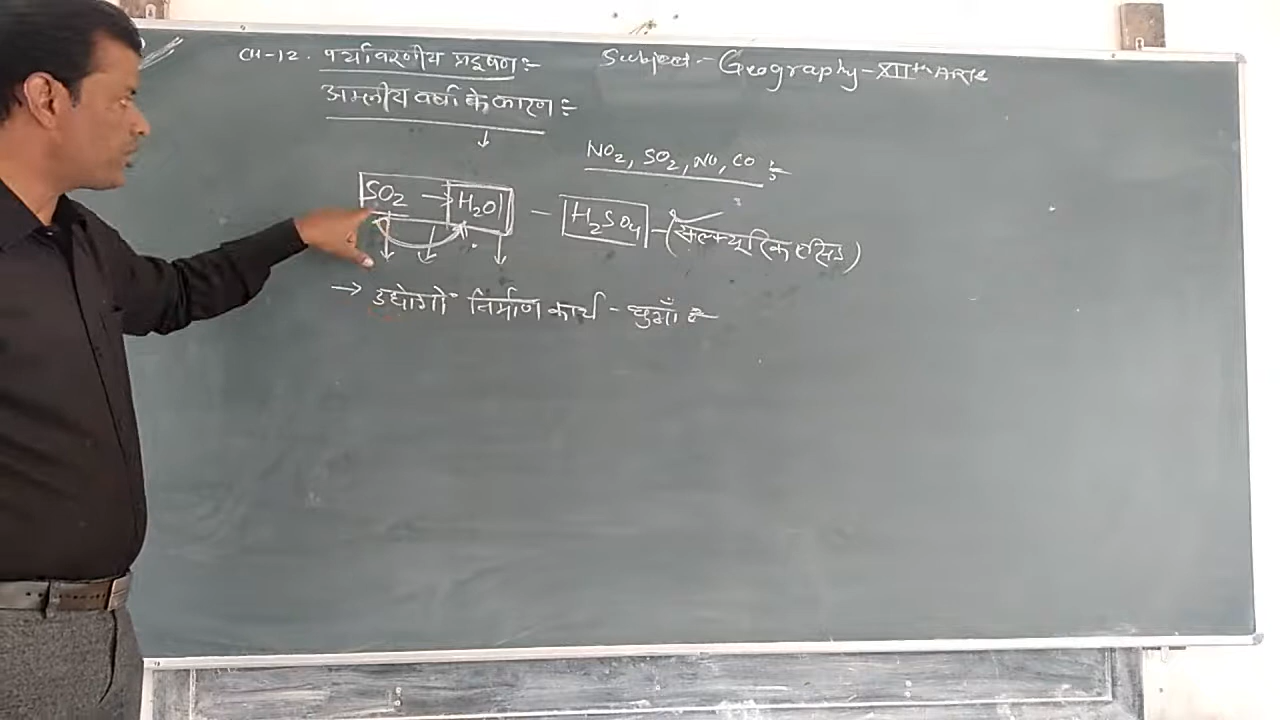 CH-12. पर्यावरणीय प्रदूषण:- Subject - Geography - XIIth Arts
अम्लीय वर्षा के कारण :-
NO2, SO2, NO, CO :-
SO2 → H2O - H2SO4 - (सल्फ्यूरिक एसिड)
→ उद्योगों निर्माण कार्य - धुआँ से